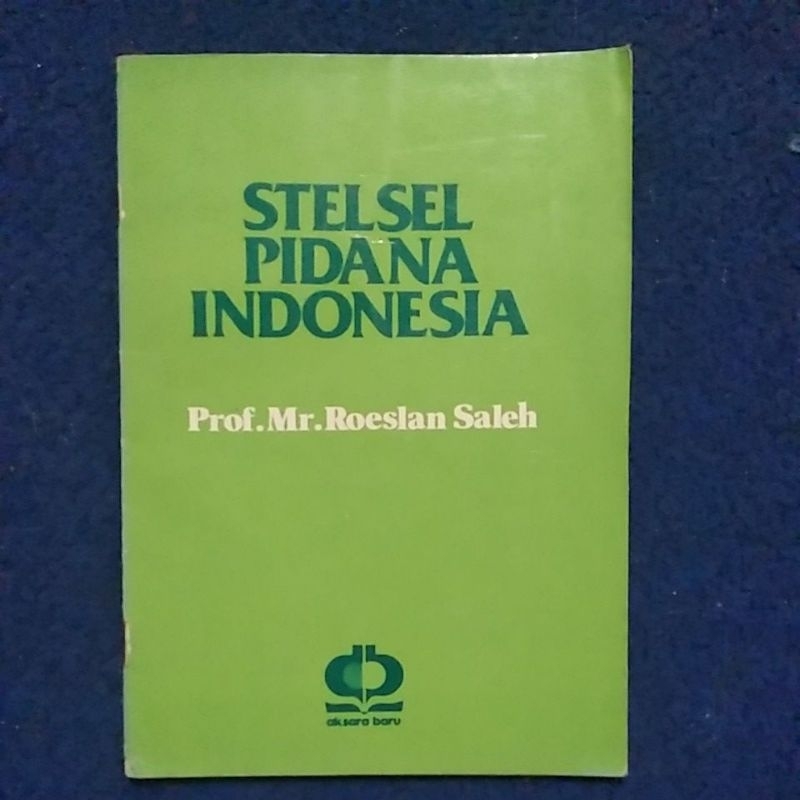 STELSEL
PIDANA
INDONESIA
Prof.Mr.Roeslan Saleh
aksara baru